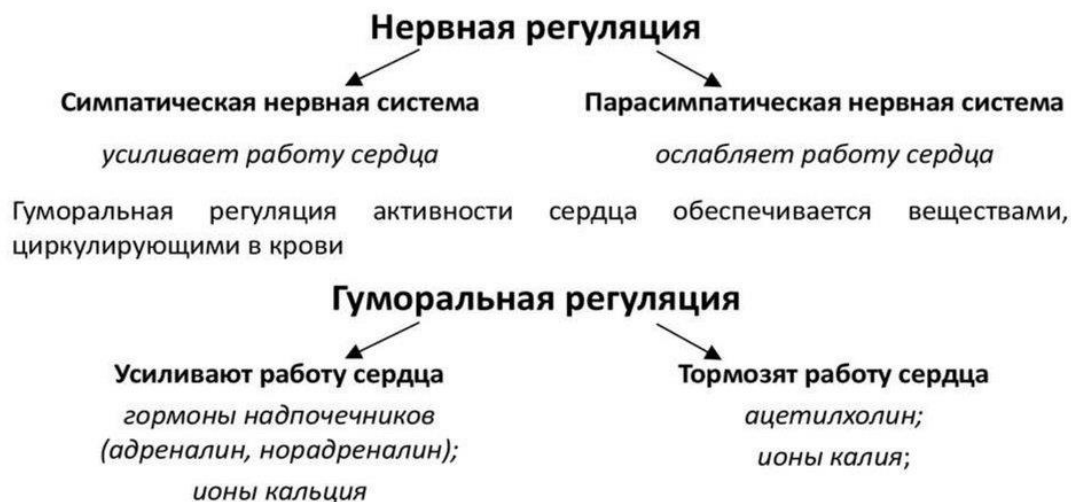 Нервная регуляция
Симпатическая нервная система
Парасимпатическая нервная система
усиливает работу сердца
ослабляет работу сердца
Гуморальная регуляция активности сердца обеспечивается веществами,
циркулирующими в крови
Гуморальная регуляция
Усиливают работу сердца
Тормозят работу сердца
гормоны надпочечников
(адреналин, норадреналин);
ионы кальция
ацетилхолин;
ионы калия;